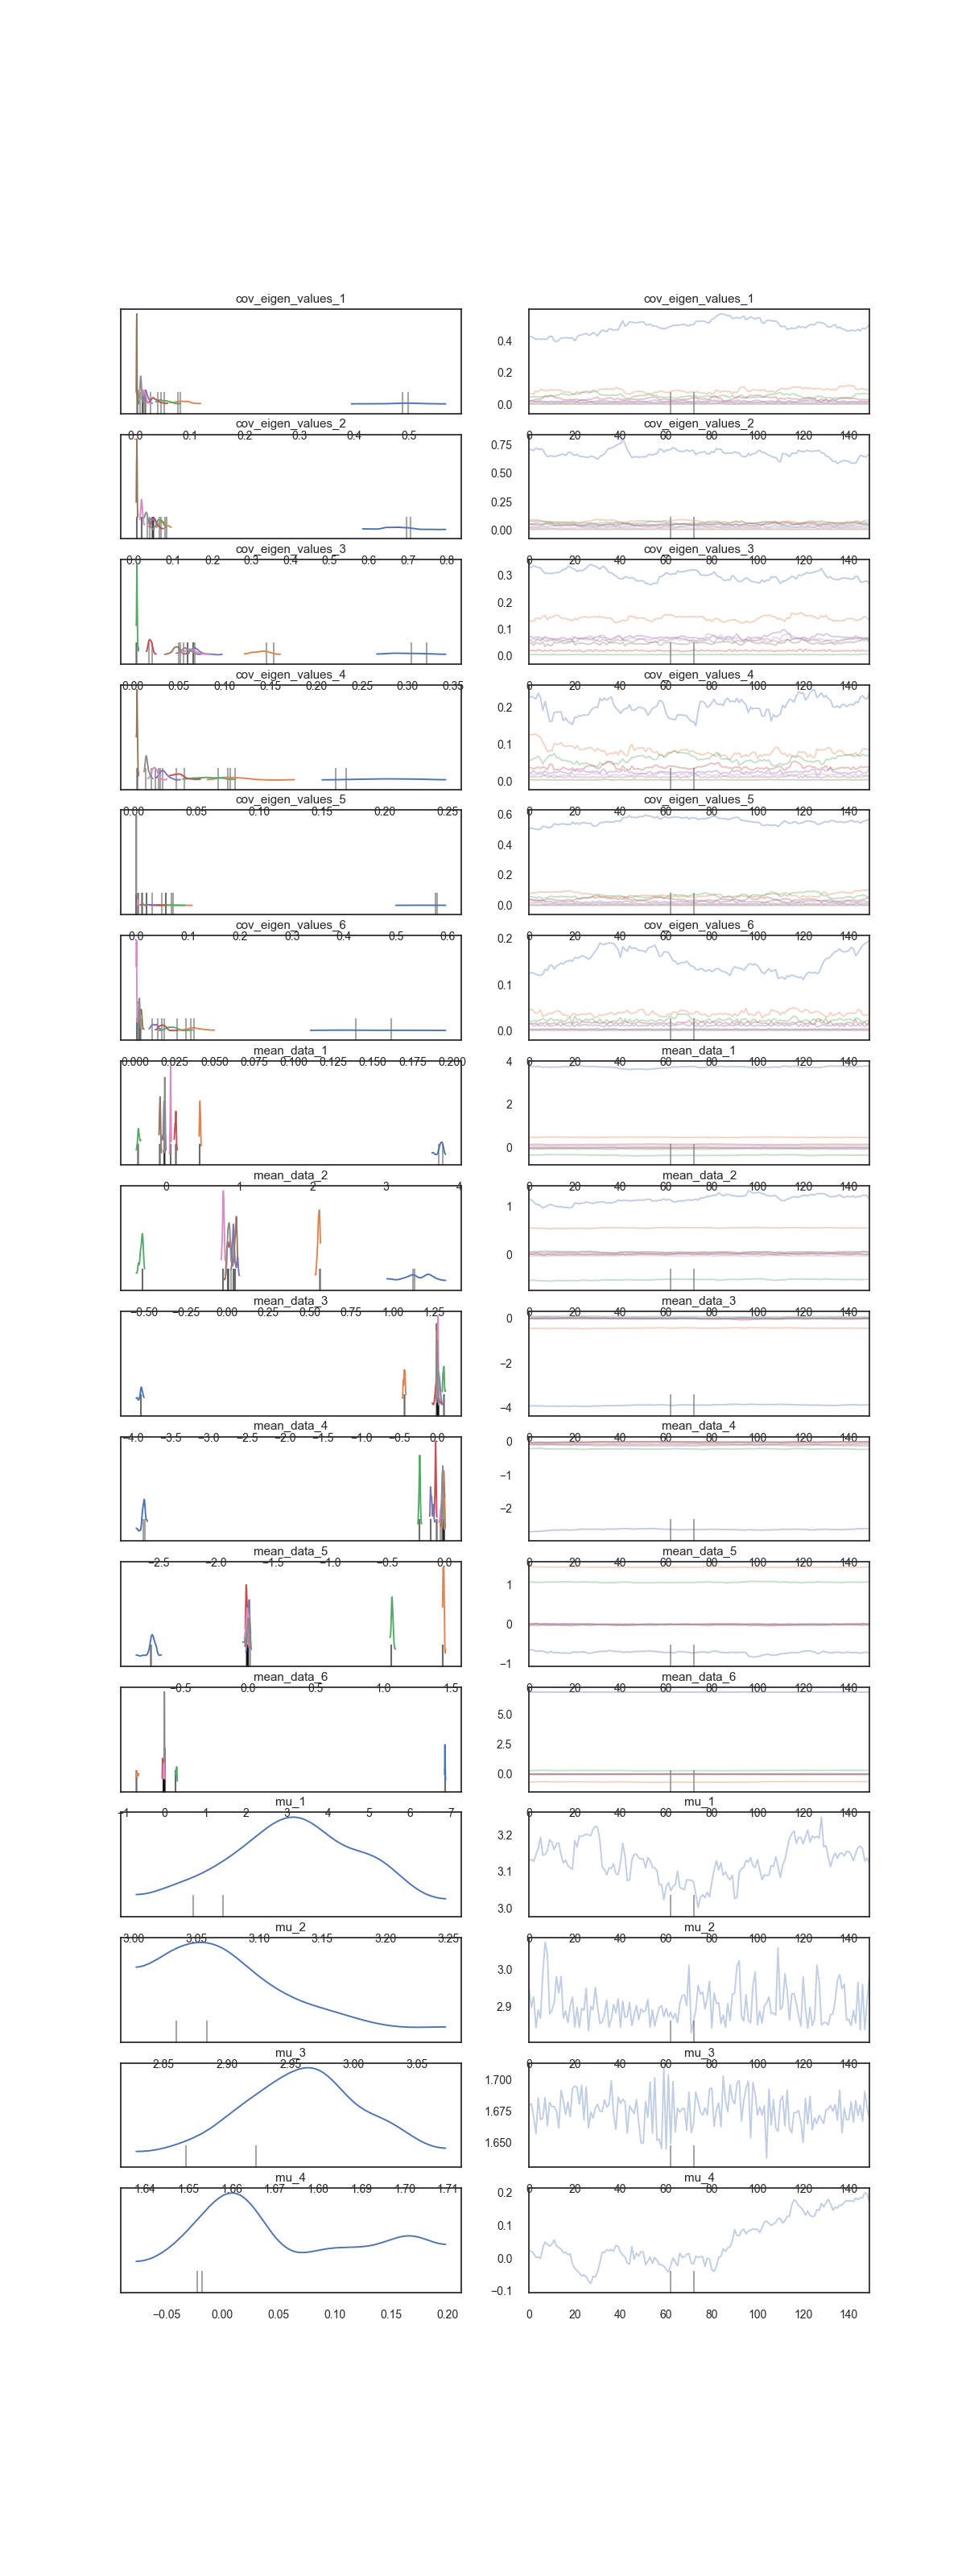 cov_eigen_values_1 cov_eigen_values_1
0.4
0.2
0.0
cov_eigen_values_2 cov_eigen_values_2
0.0 0.1 0.2 0.3 0.4 0.5 0 20 40 60 80 100 120 140
0.75
0.50
0.25
0.00
cov_eigen_values_3 cov_eigen_values_3
0.0 0.1 0.2 0.3 0.4 0.5 0.6 0.7 0.8 0 20 40 60 80 100 120 140
0.3
0.2
0.1
0.0
cov_eigen_values_4 cov_eigen_values_4
0.00 0.05 0.10 0.15 0.20 0.25 0.30 0.35 0 20 40 60 80 100 120 140
0.2
0.1
0.0
cov_eigen_values_5 cov_eigen_values_5
0.00 0.05 0.10 0.15 0.20 0.25 0 20 40 60 80 100 120 140
0.6
0.4
0.2
0.0
cov_eigen_values_6 cov_eigen_values_6
0.0 0.1 0.2 0.3 0.4 0.5 0.6 0 20 40 60 80 100 120 140
0.2
0.1
0.0
mean_data_1 mean_data_1
0.000 0.025 0.050 0.075 0.100 0.125 0.150 0.175 0.200 0 20 40 60 80 100 120 140
4
2
0
mean_data_2 mean_data_2
0 1 2 3 4 0 20 40 60 80 100 120 140
1
0
mean_data_3 mean_data_3
−0.50 −0.25 0.00 0.25 0.50 0.75 1.00 1.25 0 20 40 60 80 100 120 140
0
−2
−4
mean_data_4 mean_data_4
−4.0 −3.5 −3.0 −2.5 −2.0 −1.5 −1.0 −0.5 0.0 0 20 40 60 80 100 120 140
0
−1
−2
mean_data_5 mean_data_5
−2.5 −2.0 −1.5 −1.0 −0.5 0.0 0 20 40 60 80 100 120 140
1
0
−1
mean_data_6 mean_data_6
−0.5 0.0 0.5 1.0 1.5 0 20 40 60 80 100 120 140
5.0
2.5
0.0
mu_1 mu_1
−1 0 1 2 3 4 5 6 7 0 20 40 60 80 100 120 140
3.2
3.1
3.0
mu_2 mu_2
3.00 3.05 3.10 3.15 3.20 3.25 0 20 40 60 80 100 120 140
3.0
2.9
mu_3 mu_3
2.85 2.90 2.95 3.00 3.05 0 20 40 60 80 100 120 140
1.700
1.675
1.650
mu_4 mu_4
1.64 1.65 1.66 1.67 1.68 1.69 1.70 1.71 0 20 40 60 80 100 120 140
0.2
0.1
0.0
−0.1
−0.05 0.00 0.05 0.10 0.15 0.20 0 20 40 60 80 100 120 140